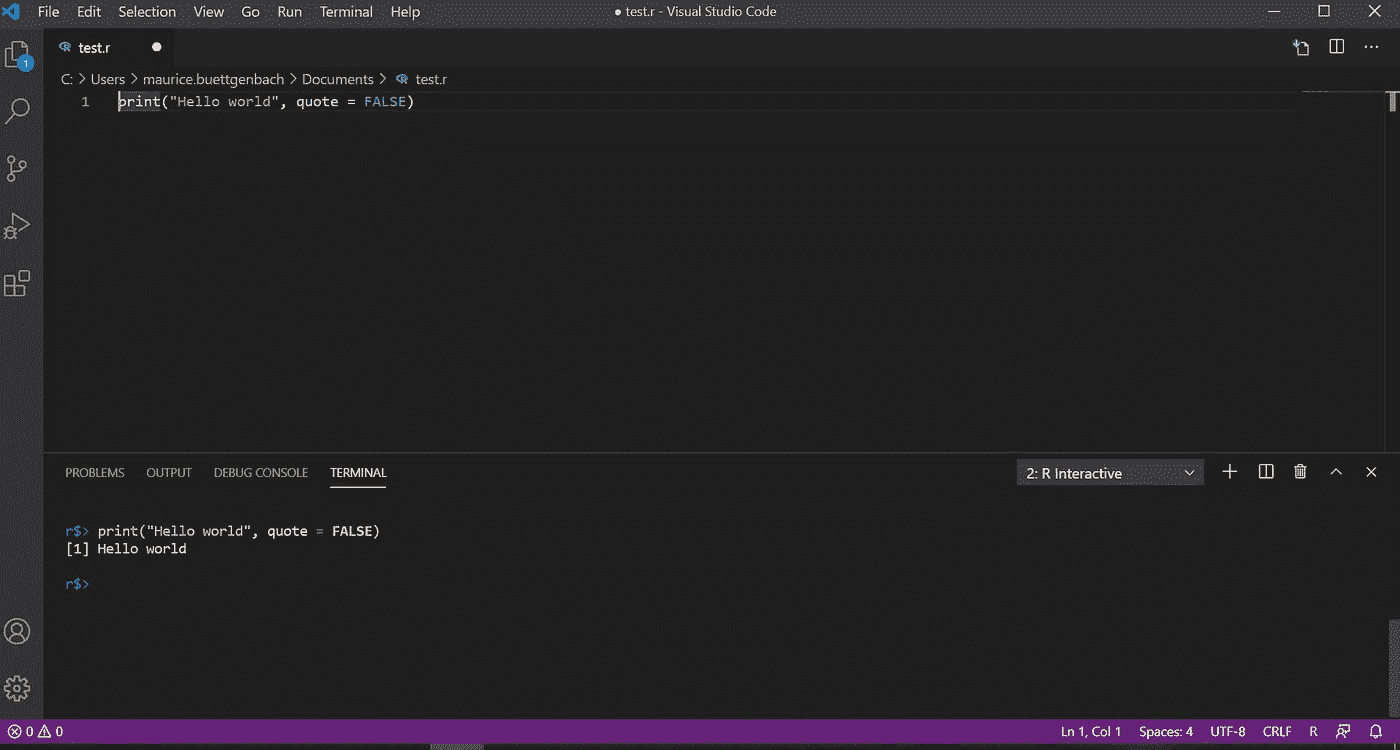 File Edit Selection View Go Run Terminal Help ● test.r - Visual Studio Code
1
test.r ●
C: > Users > maurice.buettgenbach > Documents > test.r
1 print("Hello world", quote = FALSE)
PROBLEMS OUTPUT DEBUG CONSOLE TERMINAL 2: R Interactive
r$> print("Hello world", quote = FALSE)
[1] Hello world
r$>
0 0 Ln 1, Col 1 Spaces: 4 UTF-8 CRLF R